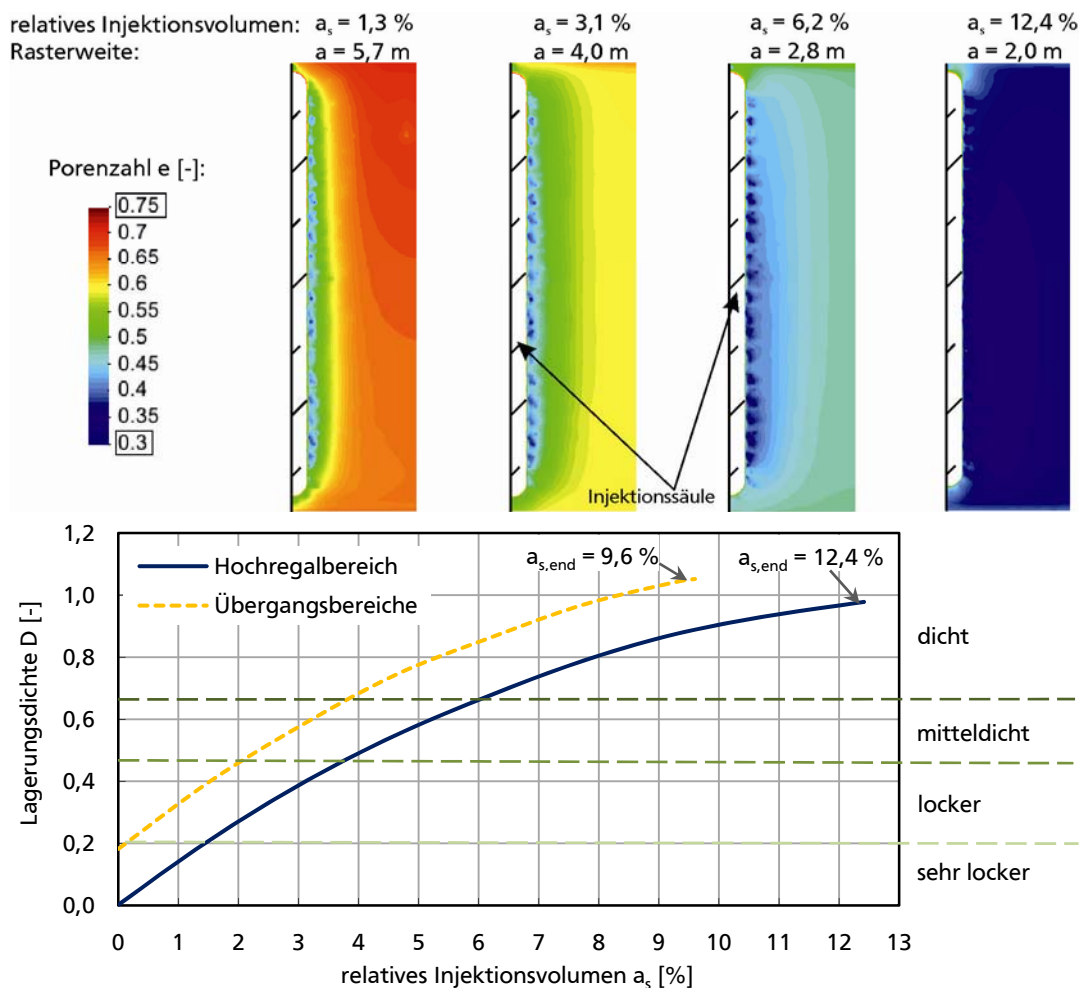 relatives Injektionsvolumen: a_s = 1,3 % a_s = 3,1 % a_s = 6,2 % a_s = 12,4 %
Rasterweite: a = 5,7 m a = 4,0 m a = 2,8 m a = 2,0 m
Porenzahl e [-]:
0.75
0.7
0.65
0.6
0.55
0.5
0.45
0.4
0.35
0.3
Injektionssäule
1,2
1,0
0,8
0,6
0,4
0,2
0,0
Lagerungsdichte D [-]
Hochregalbereich
Übergangsbereiche
a_s,end = 9,6 %
a_s,end = 12,4 %
dicht
mitteldicht
locker
sehr locker
0 1 2 3 4 5 6 7 8 9 10 11 12 13
relatives Injektionsvolumen a_s [%]